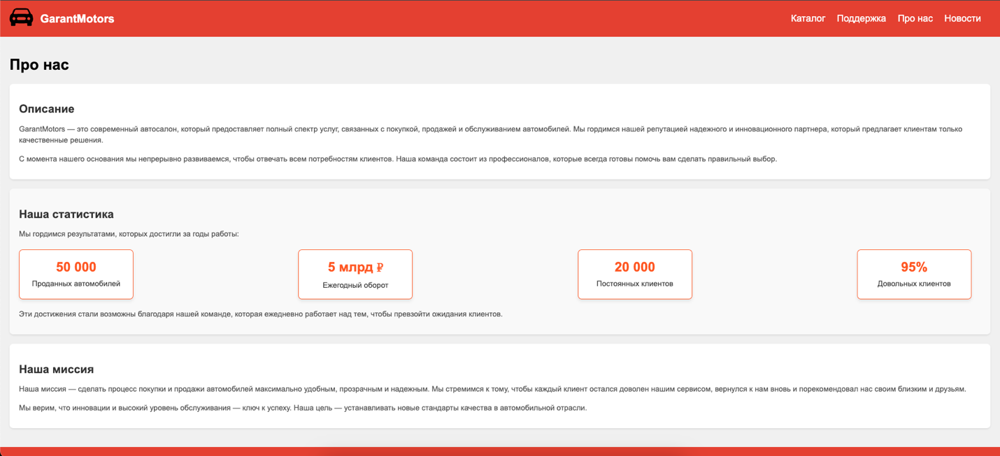 GarantMotors
Каталог Поддержка Про нас Новости
Про нас
Описание
GarantMotors — это современный автосалон, который предоставляет полный спектр услуг, связанных с покупкой, продажей и обслуживанием автомобилей. Мы гордимся нашей репутацией надежного и инновационного партнера, который предлагает клиентам только
качественные решения.
С момента нашего основания мы непрерывно развиваемся, чтобы отвечать всем потребностям клиентов. Наша команда состоит из профессионалов, которые всегда готовы помочь вам сделать правильный выбор.
Наша статистика
Мы гордимся результатами, которых достигли за годы работы:
50 000
Проданных автомобилей
5 млрд ₽
Ежегодный оборот
20 000
Постоянных клиентов
95%
Довольных клиентов
Эти достижения стали возможны благодаря нашей команде, которая ежедневно работает над тем, чтобы превзойти ожидания клиентов.
Наша миссия
Наша миссия — сделать процесс покупки и продажи автомобилей максимально удобным, прозрачным и надежным. Мы стремимся к тому, чтобы каждый клиент остался доволен нашим сервисом, вернулся к нам вновь и порекомендовал нас своим близким и друзьям.
Мы верим, что инновации и высокий уровень обслуживания — ключ к успеху. Наша цель — устанавливать новые стандарты качества в автомобильной отрасли.